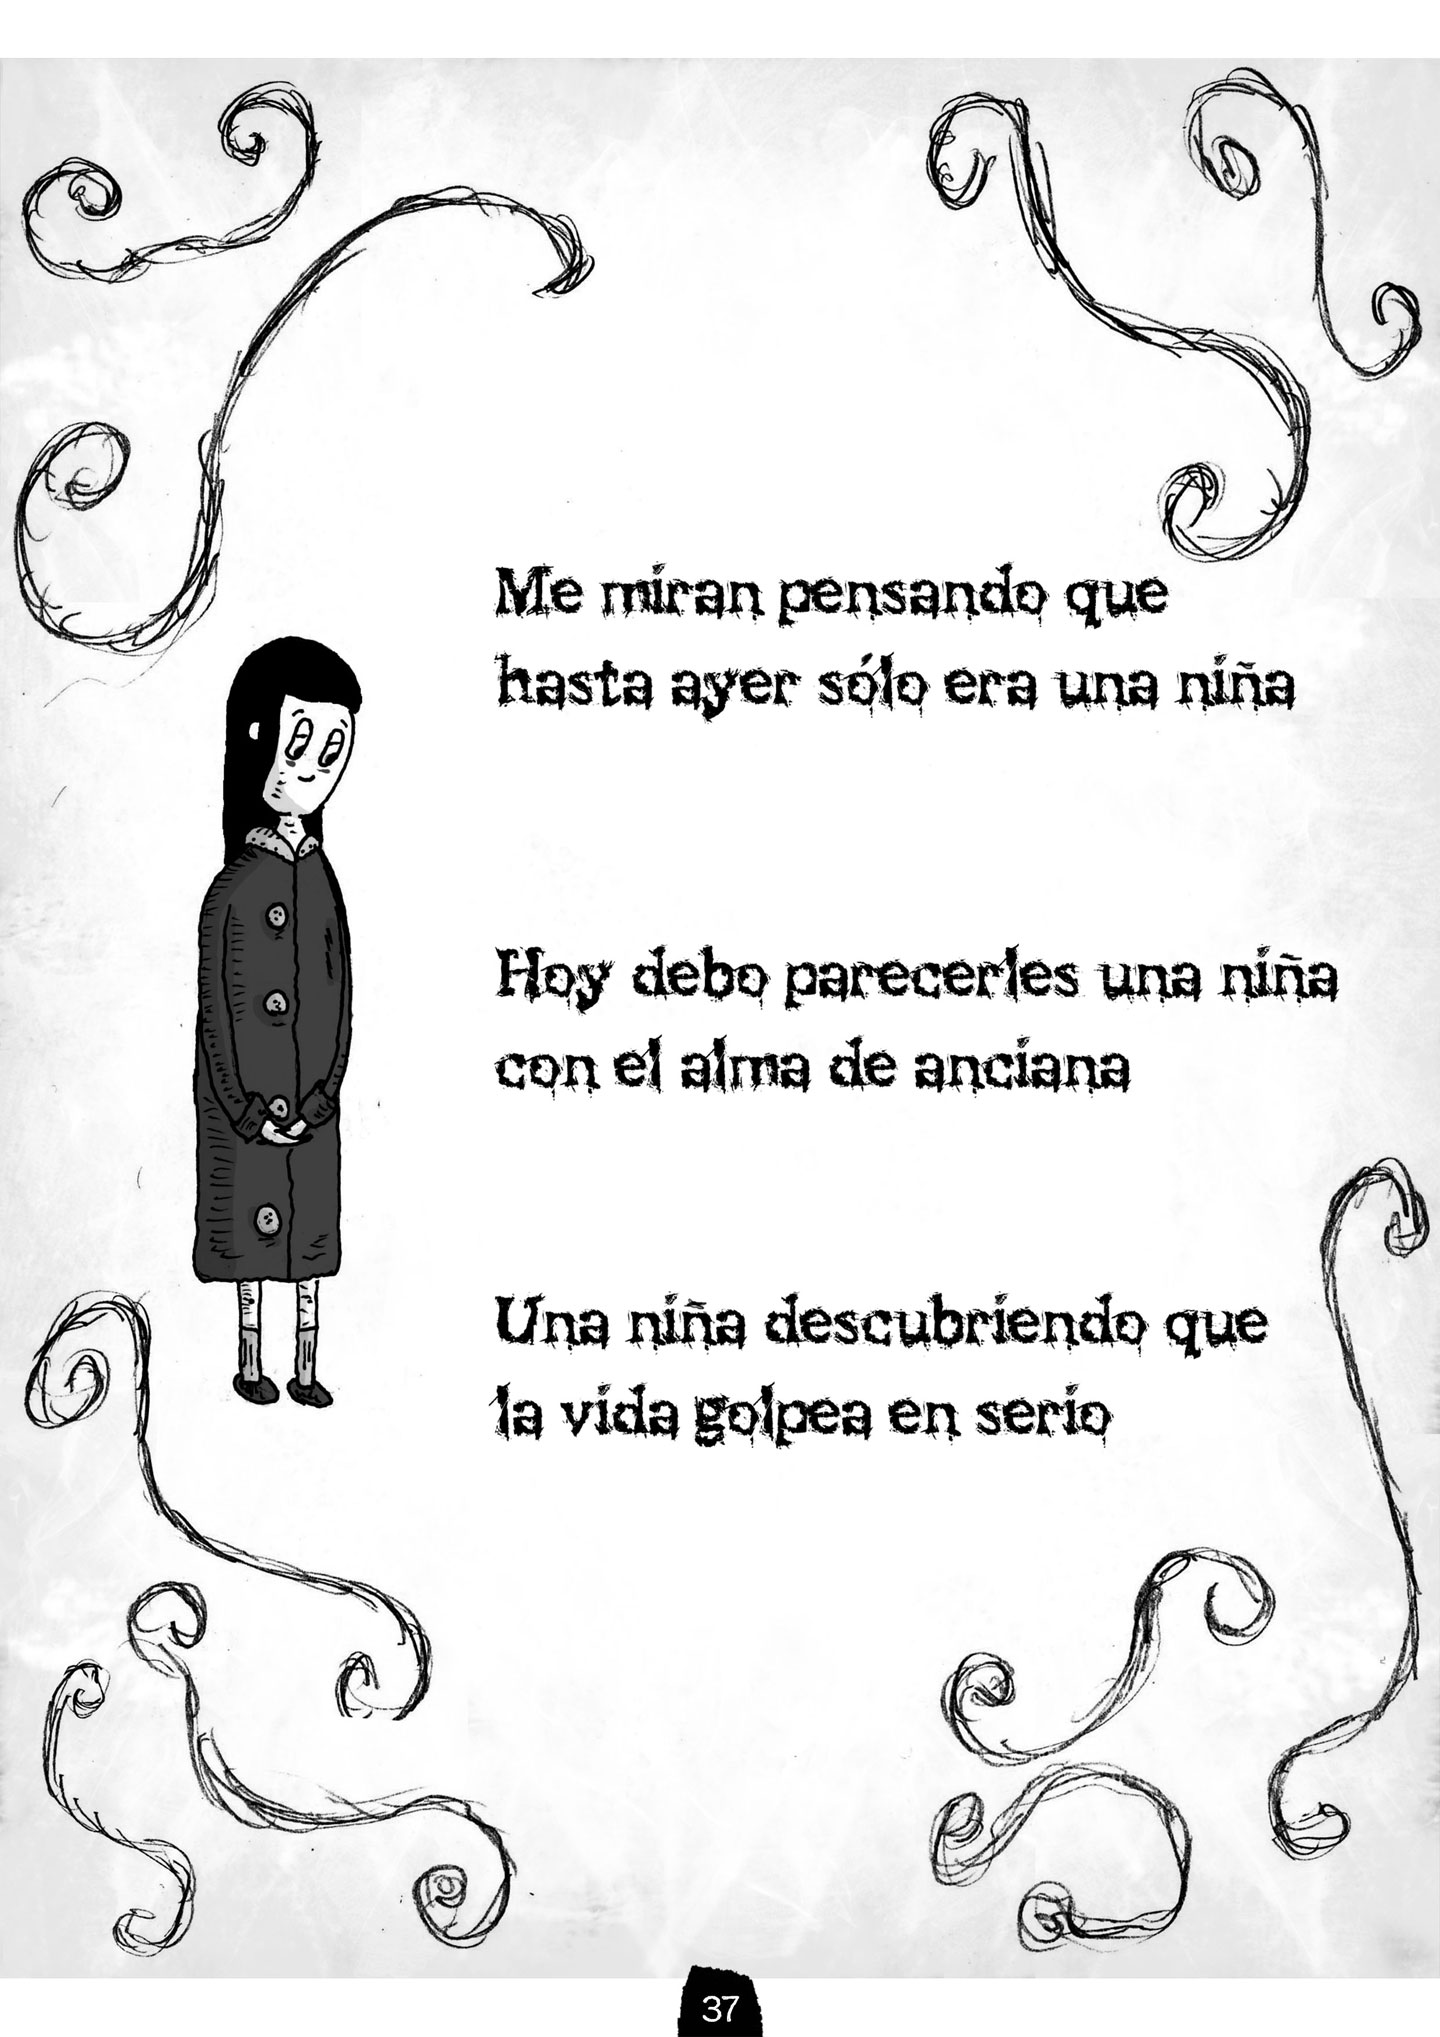 Me miran pensando que
hasta ayer sólo era una niña
Hoy debo parecerles una niña
con el alma de anciana
Una niña descubriendo que
la vida golpea en serio
37